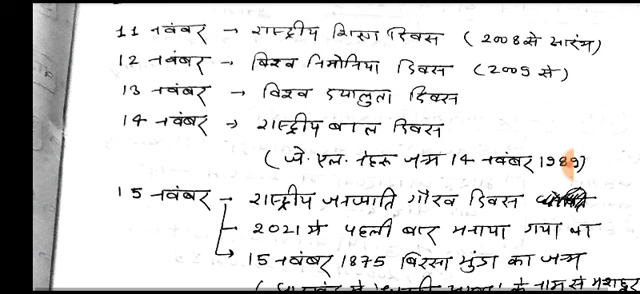 11 नवंबर → राष्ट्रीय शिक्षा दिवस (2008 से प्रारंभ)
12 नवंबर → विश्व निमोनिया दिवस (2009 से)
13 नवंबर → विश्व दयालुता दिवस
14 नवंबर → राष्ट्रीय बाल दिवस
(जे. एल. नेहरू जन्म 14 नवंबर 1989)
15 नवंबर - राष्ट्रीय जनजाति गौरव दिवस
2021 में पहली बार मनाया गया था
15 नवंबर 1875 बिरसा मुंडा का जन्म
के नाम से मशहूर